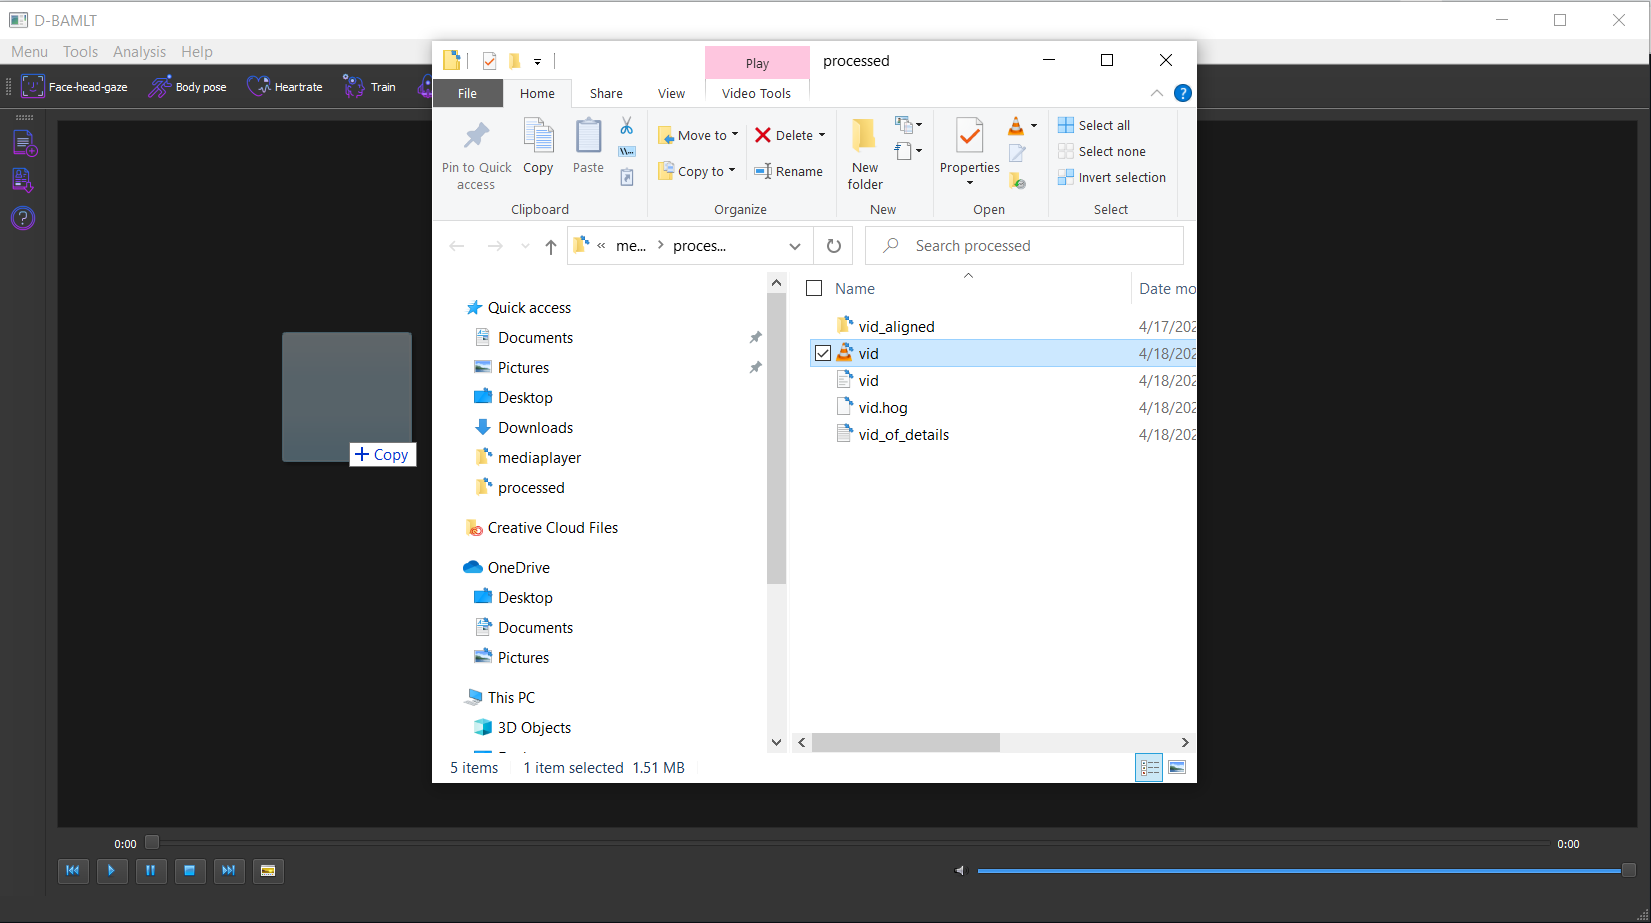 D-BAMLT
Menu Tools Analysis Help
Face-head-gaze Body pose Heartrate Train
Play processed
File Home Share View Video Tools
Pin to Quick access
Copy
Paste
Clipboard
Move to
Copy to
Delete
Rename
Organize
New folder
New
Properties
Open
Select all
Select none
Invert selection
Select
« me... > proces...
Search processed
Quick access
Documents
Pictures
Desktop
Downloads
mediaplayer
processed
Creative Cloud Files
OneDrive
Desktop
Documents
Pictures
This PC
3D Objects
Name Date mo
vid_aligned 4/17/202
vid 4/18/202
vid 4/18/202
vid.hog 4/18/202
vid_of_details 4/18/202
5 items 1 item selected 1.51 MB
+ Copy
0:00 0:00